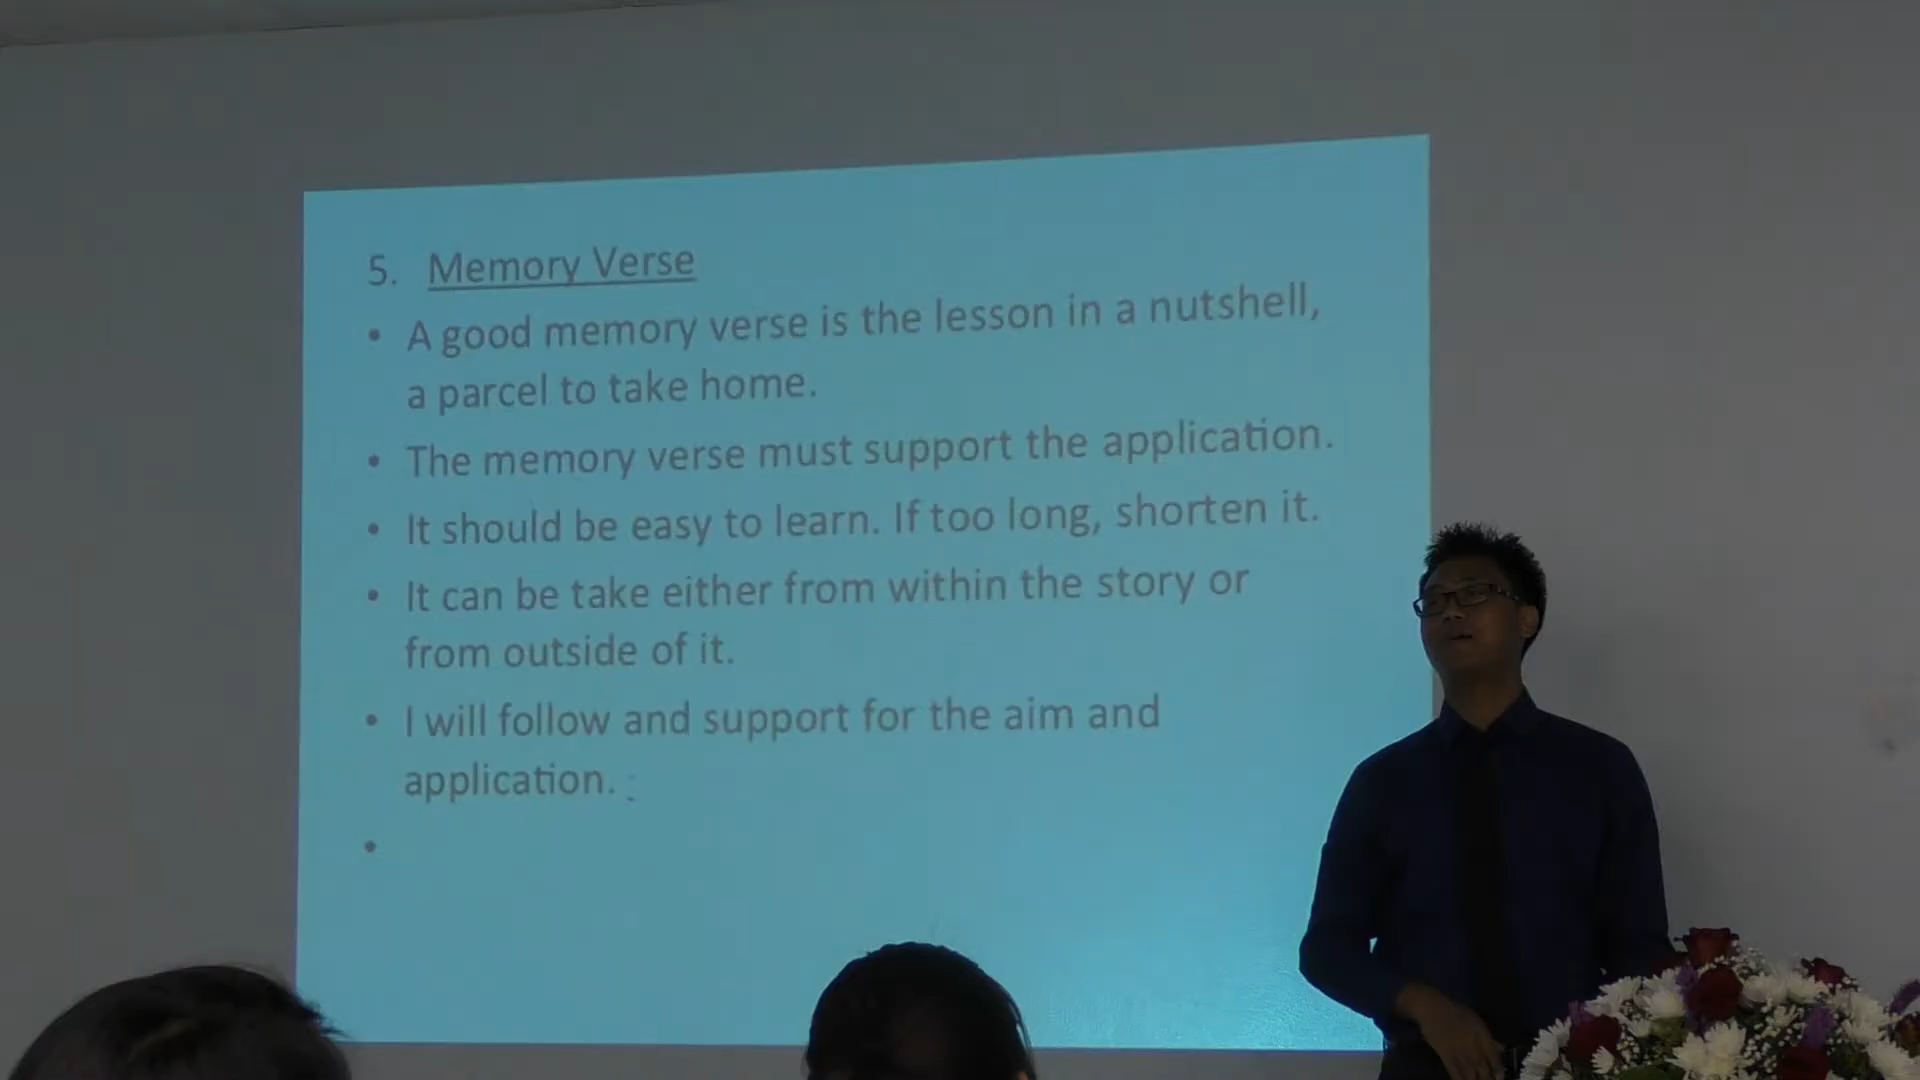 5. Memory Verse
• A good memory verse is the lesson in a nutshell,
a parcel to take home.
• The memory verse must support the application.
• It should be easy to learn. If too long, shorten it.
• It can be take either from within the story or
from outside of it.
• I will follow and support for the aim and
application. :
•